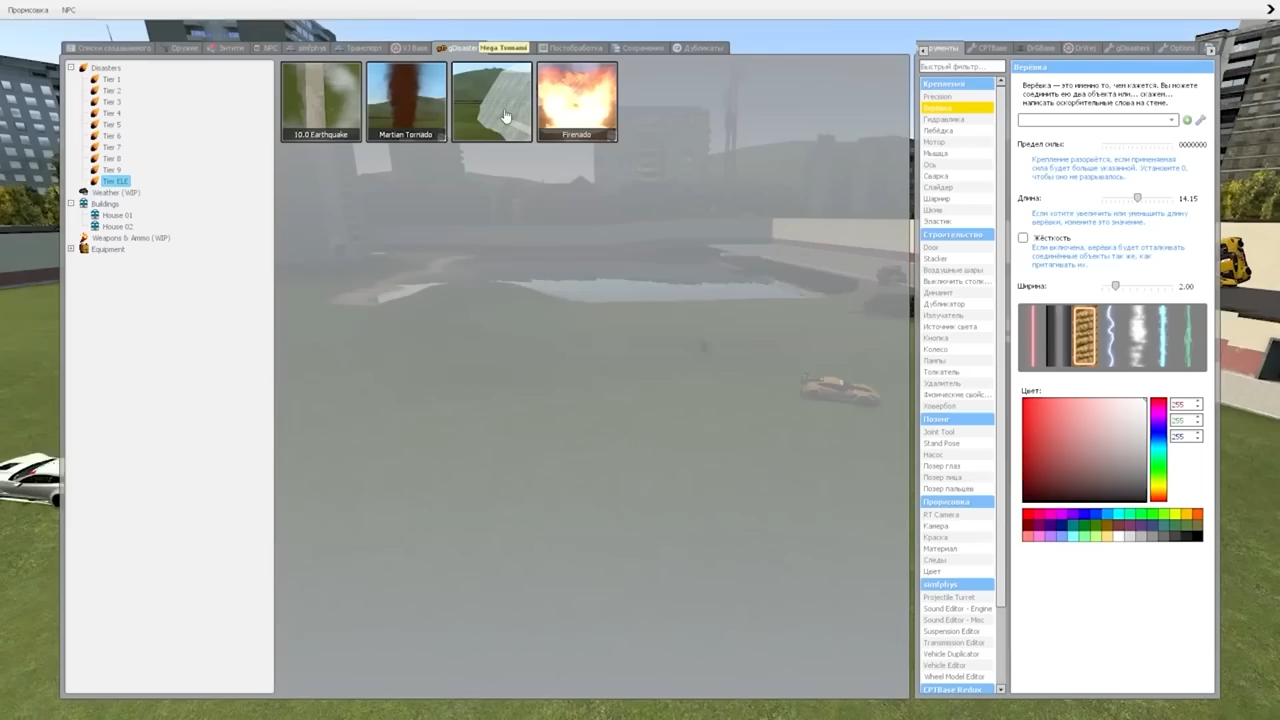 Прорисовка NPC
Списки создаваемого Оружие Энтити NPC simfphys Транспорт VJ Base gDisaster Mega Tsunami Постобработка Сохранения Дубликаты
Disasters
Tier 1
Tier 2
Tier 3
Tier 4
Tier 5
Tier 6
Tier 7
Tier 8
Tier 9
Tier ELE
Weather (WIP)
Buildings
House 01
House 02
Weapons & Ammo (WIP)
Equipment
10.0 Earthquake
Martian Tornado
Firenado
CPTBase DrGBase gDisasters Options
Быстрый фильтр...
Крепления
Precision
Верёвка
Гидравлика
Лебёдка
Мотор
Мышца
Ось
Сварка
Слайдер
Шарнир
Шкив
Эластик
Строительство
Door
Stacker
Воздушные шары
Выключить столк...
Динамит
Дубликатор
Излучатель
Источник света
Кнопка
Колесо
Лампы
Толкатель
Удалитель
Физические свойс...
Ховербол
Позинг
Joint Tool
Stand Pose
Насос
Позер глаз
Позер лица
Позер пальцев
Прорисовка
RT Camera
Камера
Краска
Материал
Следы
Цвет
simfphys
Projectile Turret
Sound Editor - Engine
Sound Editor - Misc
Suspension Editor
Transmission Editor
Vehicle Duplicator
Vehicle Editor
Wheel Model Editor
CPTBase Redux
Верёвка
Верёвка — это именно то, чем кажется. Вы можете
соединить ею два объекта или... скажем...
написать оскорбительные слова на стене.
Предел силы: 0000000
Крепление разорвётся, если применяемая
сила будет больше указанной. Установите 0,
чтобы оно не разрывалось.
Длина: 14.15
Если хотите увеличить или уменьшить длину
верёвки, измените это значение.
Жёсткость
Если включена, верёвка будет отталкивать
соединённые объекты так же, как
притягивать их.
Ширина: 2.00
Цвет:
255
255
255